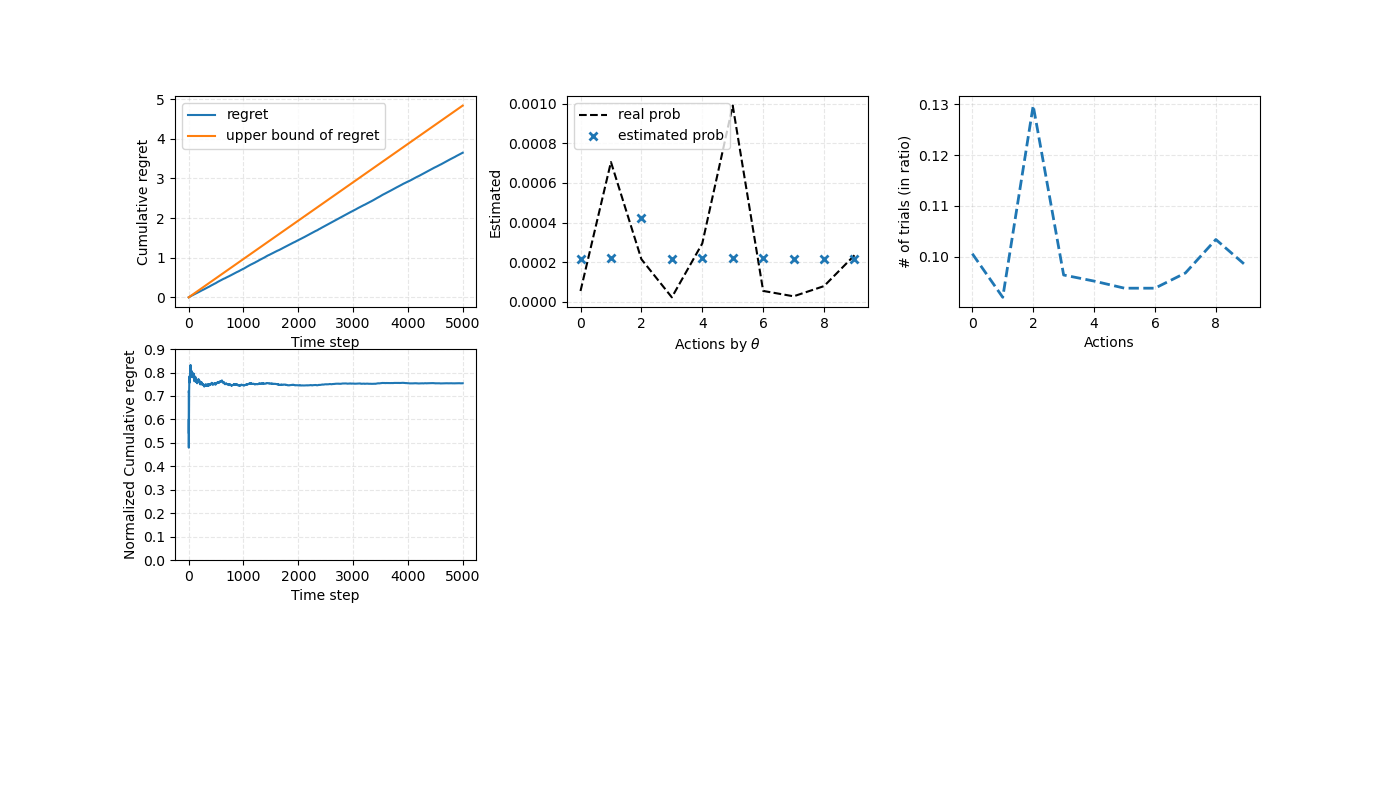 5
4
3
2
1
0
Cumulative regret
regret
upper bound of regret
0 1000 2000 3000 4000 5000
Time step
0.0010
0.0008
0.0006
0.0004
0.0002
0.0000
Estimated
real prob
estimated prob
0 2 4 6 8
Actions by θ
0.13
0.12
0.11
0.10
# of trials (in ratio)
0 2 4 6 8
Actions
0.9
0.8
0.7
0.6
0.5
0.4
0.3
0.2
0.1
0.0
Normalized Cumulative regret
0 1000 2000 3000 4000 5000
Time step